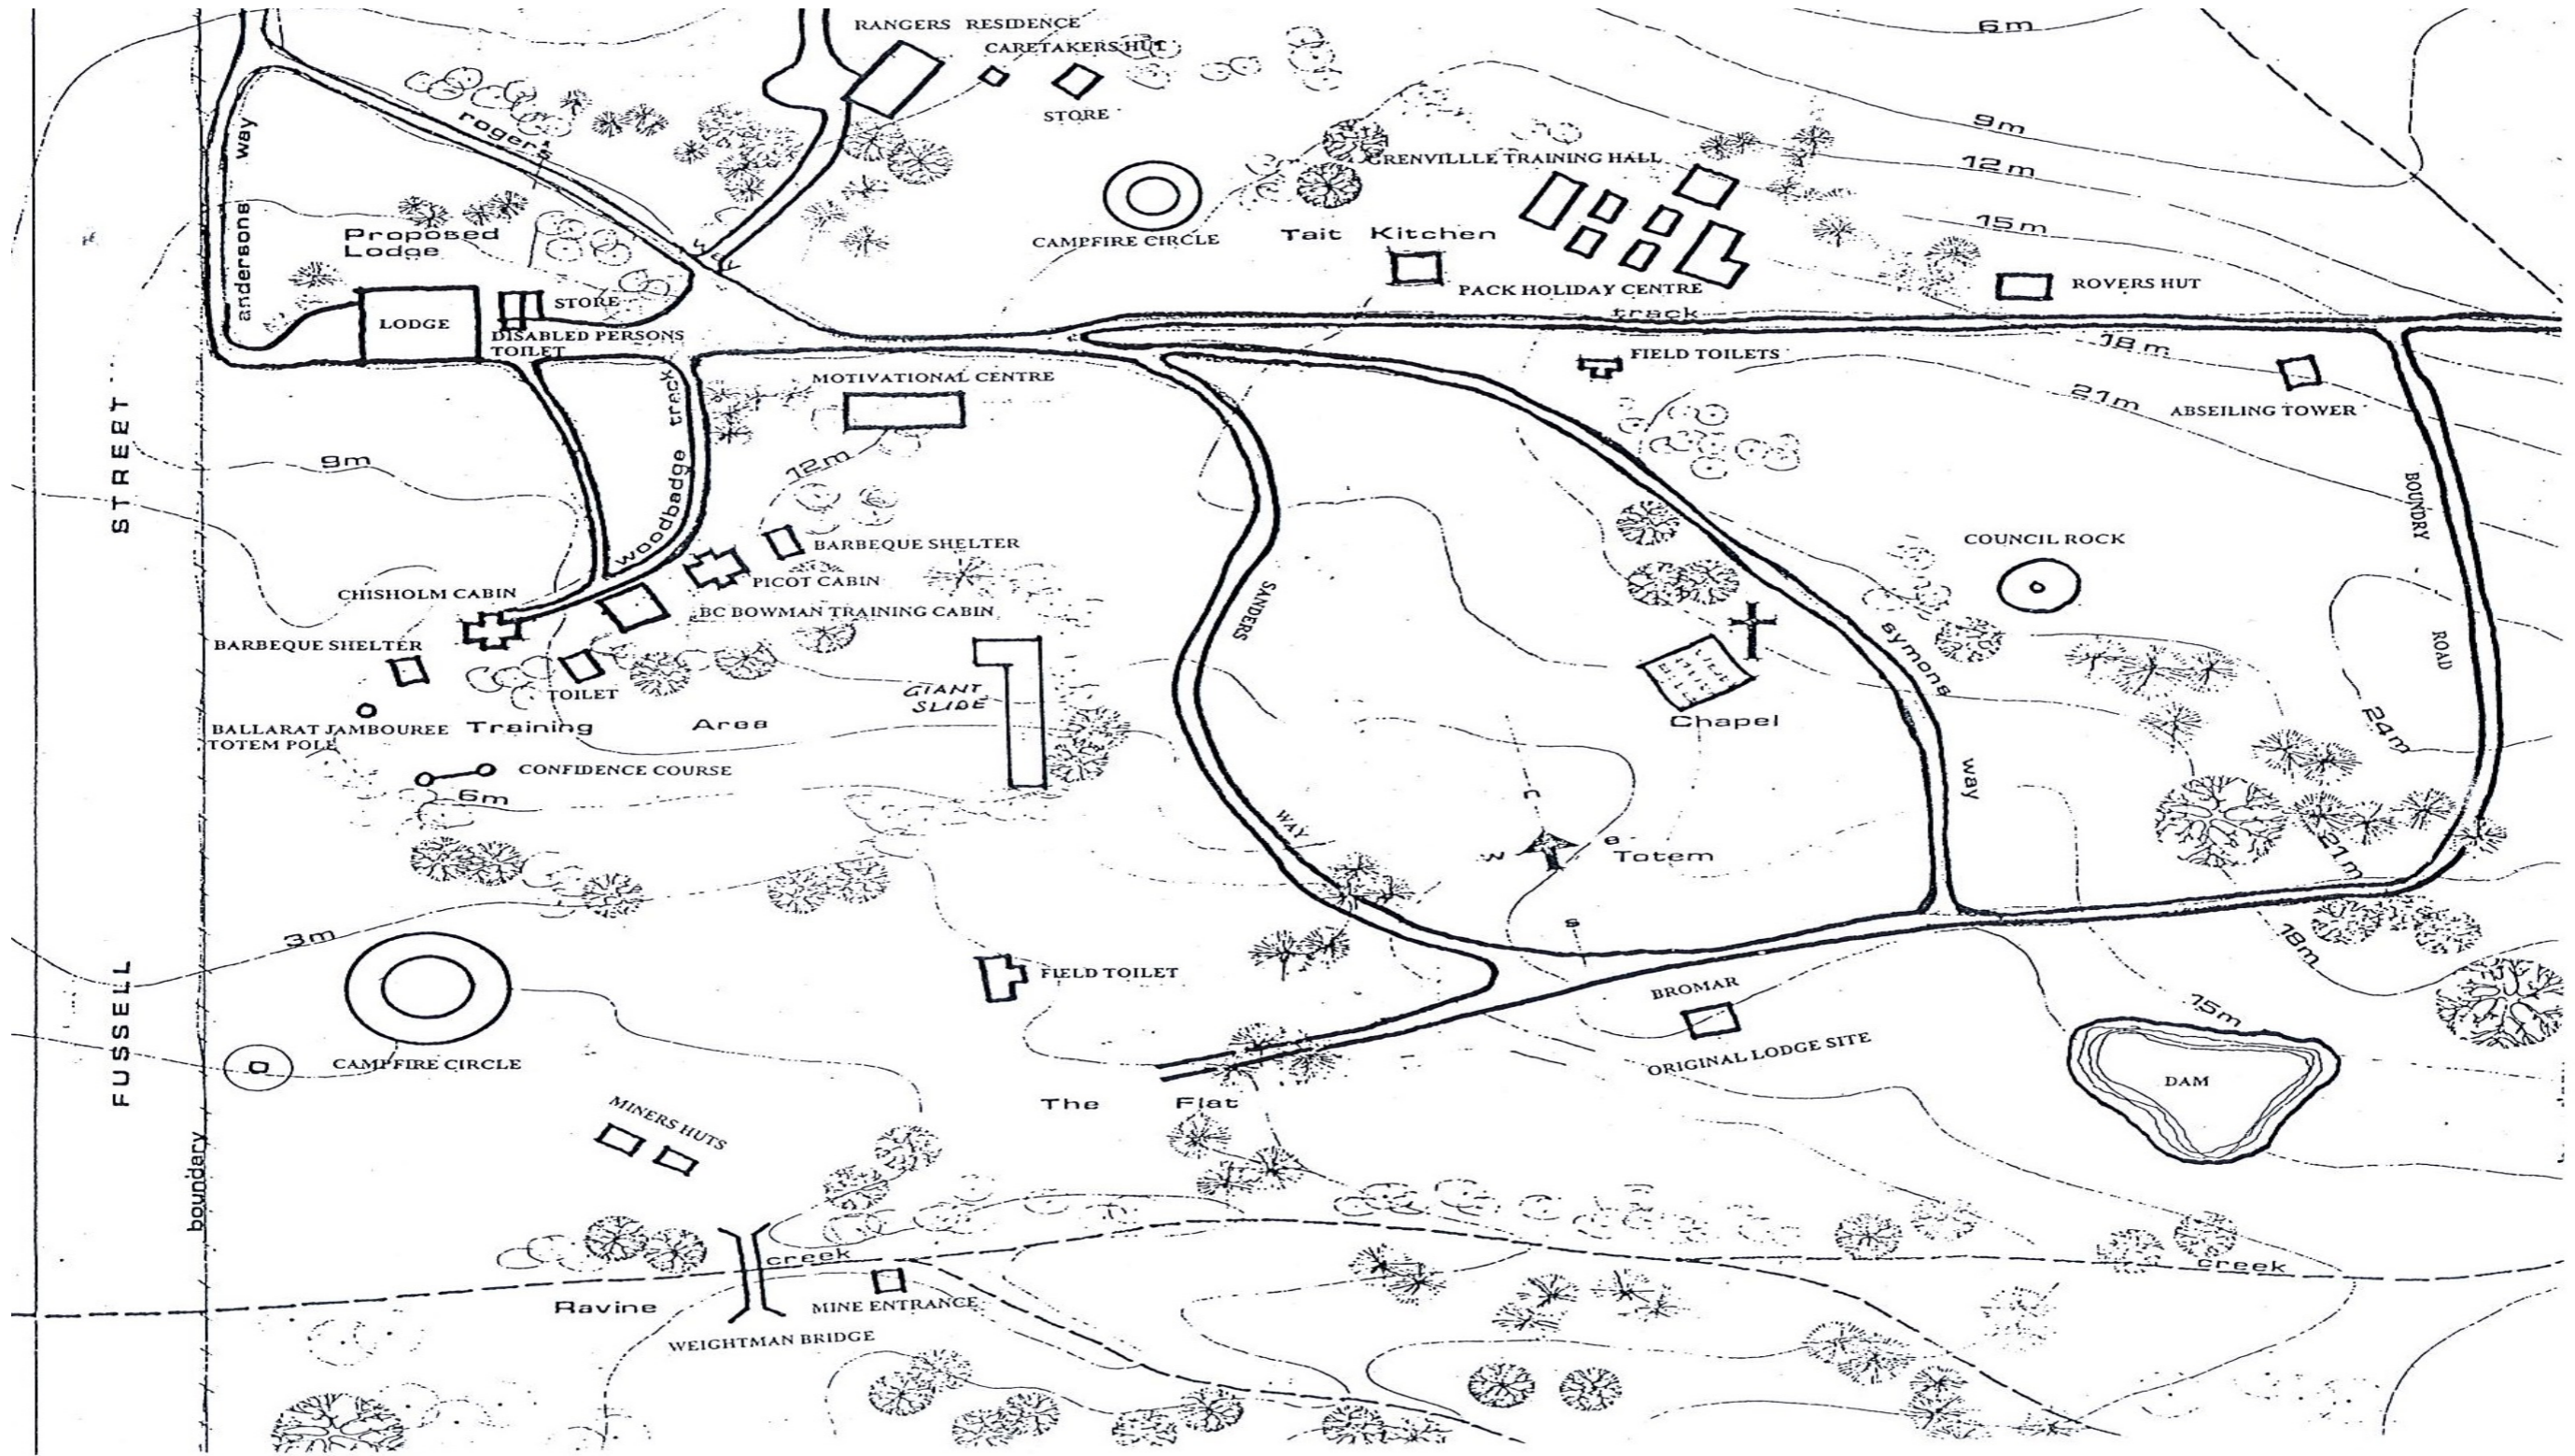 RANGERS RESIDENCE
CARETAKERS HUT
STORE
6m
9m
12m
15m
rogers
way
andersons way
Proposed
Lodge
LODGE
STORE
DISABLED PERSONS
TOILET
CAMPFIRE CIRCLE
Tait Kitchen
GRENVILLLE TRAINING HALL
PACK HOLIDAY CENTRE
ROVERS HUT
track
18m
21m
FIELD TOILETS
ABSEILING TOWER
MOTIVATIONAL CENTRE
woodbadge track
9m
12m
BARBEQUE SHELTER
PICOT CABIN
BC BOWMAN TRAINING CABIN
CHISHOLM CABIN
BARBEQUE SHELTER
TOILET
BALLARAT JAMBOUREE
TOTEM POLE
Training Area
GIANT
SLIDE
CONFIDENCE COURSE
6m
SANDERS WAY
COUNCIL ROCK
BOUNDRY ROAD
symons way
Chapel
24m
21m
18m
15m
W
e
s
Totem
3m
CAMPFIRE CIRCLE
FIELD TOILET
BROMAR
ORIGINAL LODGE SITE
DAM
The Flat
MINERS HUTS
FUSSELL STREET
boundary
creek
creek
Ravine
MINE ENTRANCE
WEIGHTMAN BRIDGE